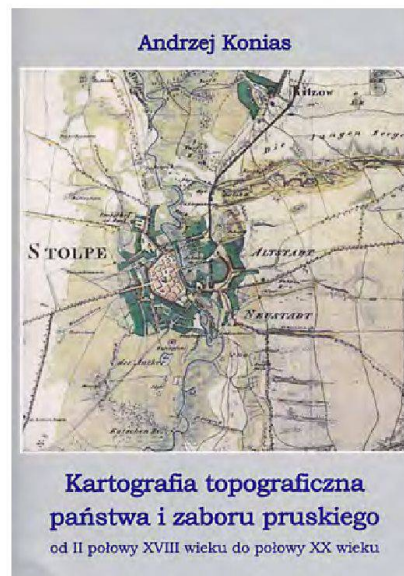 Andrzej Konias
Kitzow
STOLPE
ALTSTADT
NEUSTADT
Kartografia topograficzna
państwa i zaboru pruskiego
od II połowy XVIII wieku do połowy XX wieku